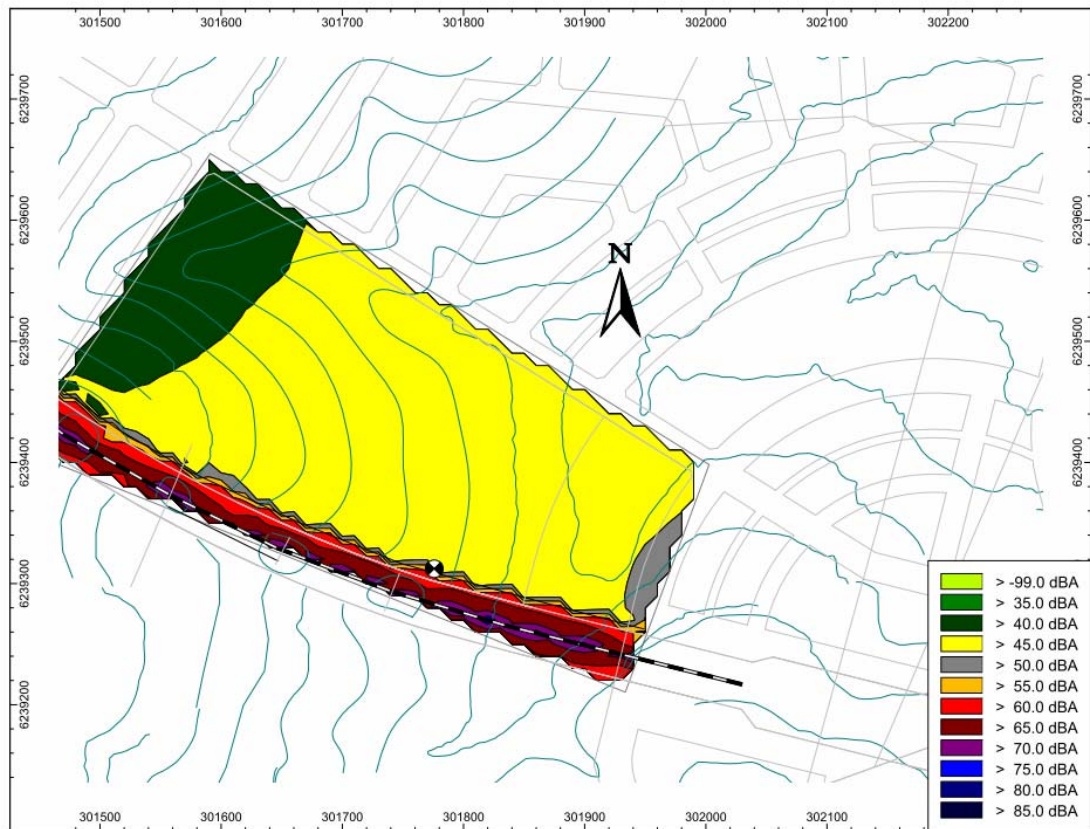 301500 301600 301700 301800 301900 302000 302100 302200
6239700 6239700
6239600 6239600
N
6239500 6239500
6239400 6239400
6239300
6239200
> -99.0 dBA
> 35.0 dBA
> 40.0 dBA
> 45.0 dBA
> 50.0 dBA
> 55.0 dBA
> 60.0 dBA
> 65.0 dBA
> 70.0 dBA
> 75.0 dBA
> 80.0 dBA
> 85.0 dBA
301500 301600 301700 301800 301900 302000 302100